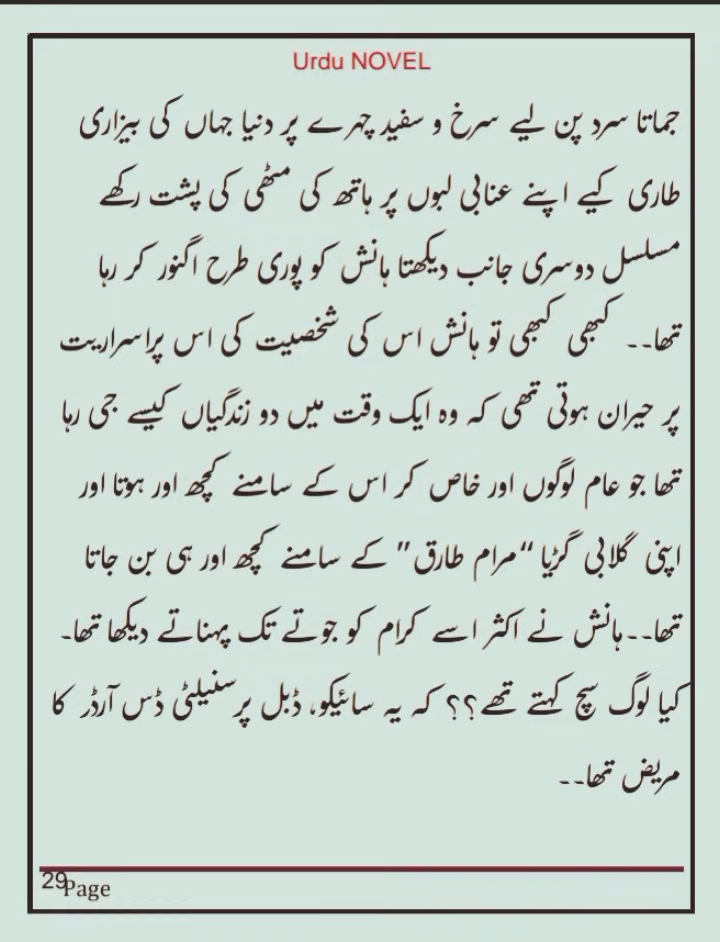 Urdu NOVEL
جماتا سرد پن لیے سرخ و سفید چہرے پر دنیا جہاں کی بیزاری
طاری کیے اپنے عنابی لبوں پر ہاتھ کی مٹھی کی پشت رکھے
مسلسل دوسری جانب دیکھتا ہانش کو پوری طرح اگنور کر رہا
تھا-- کبھی کبھی تو ہانش اس کی شخصیت کی اس پراسراریت
پر حیران ہوتی تھی کہ وہ ایک وقت میں دو زندگیاں کیسے جی رہا
تھا جو عام لوگوں اور خاص کر اس کے سامنے کچھ اور ہوتا اور
اپنی گلابی گڑیا “مرام طارق” کے سامنے کچھ اور ہی بن جاتا
تھا--ہانش نے اکثر اسے کرام کو جوتے تک پہناتے دیکھا تھا-
کیا لوگ سچ کہتے تھے؟؟ کہ یہ سائیکو، ڈبل پرسنیلٹی ڈس آرڈر کا
مریض تھا--
29Page